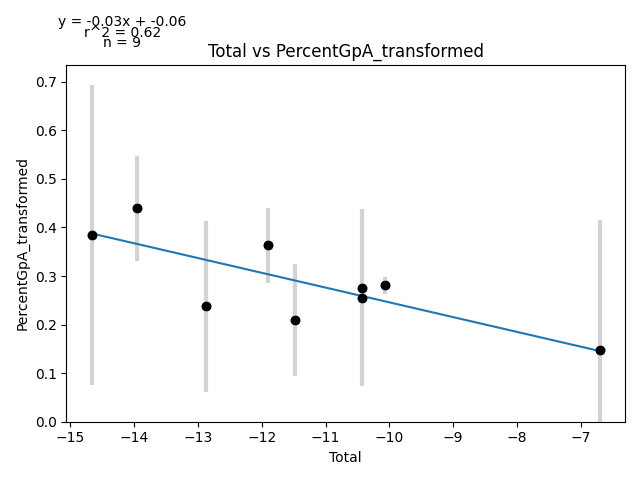 y = -0.03x + -0.06
r^2 = 0.62
n = 9
Total vs PercentGpA_transformed
PercentGpA_transformed
0.7
0.6
0.5
0.4
0.3
0.2
0.1
0.0
−15 −14 −13 −12 −11 −10 −9 −8 −7
Total